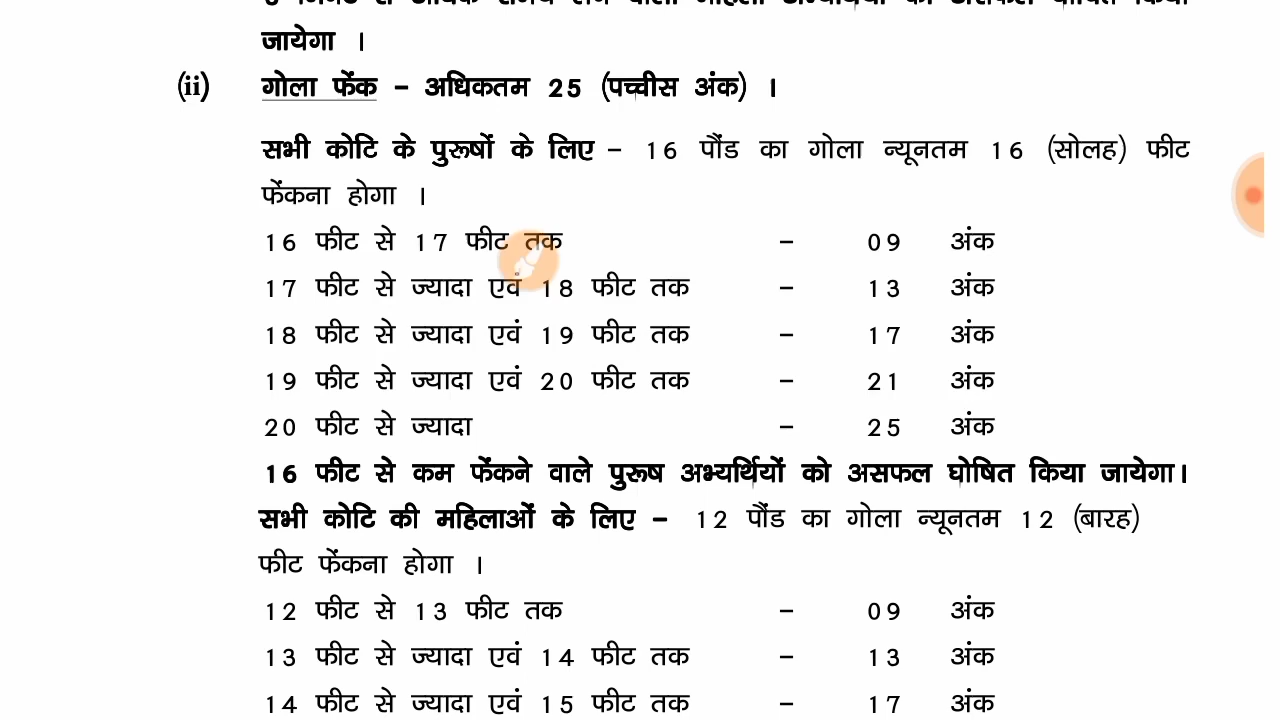 जायेगा ।
(ii) गोला फेंक – अधिकतम 25 (पच्चीस अंक) ।
सभी कोटि के पुरूषों के लिए – 16 पौंड का गोला न्यूनतम 16 (सोलह) फीट
फेंकना होगा ।
16 फीट से 17 फीट तक – 09 अंक
17 फीट से ज्यादा एवं 18 फीट तक – 13 अंक
18 फीट से ज्यादा एवं 19 फीट तक – 17 अंक
19 फीट से ज्यादा एवं 20 फीट तक – 21 अंक
20 फीट से ज्यादा – 25 अंक
16 फीट से कम फेंकने वाले पुरूष अभ्यर्थियों को असफल घोषित किया जायेगा।
सभी कोटि की महिलाओं के लिए – 12 पौंड का गोला न्यूनतम 12 (बारह)
फीट फेंकना होगा ।
12 फीट से 13 फीट तक – 09 अंक
13 फीट से ज्यादा एवं 14 फीट तक – 13 अंक
14 फीट से ज्यादा एवं 15 फीट तक – 17 अंक